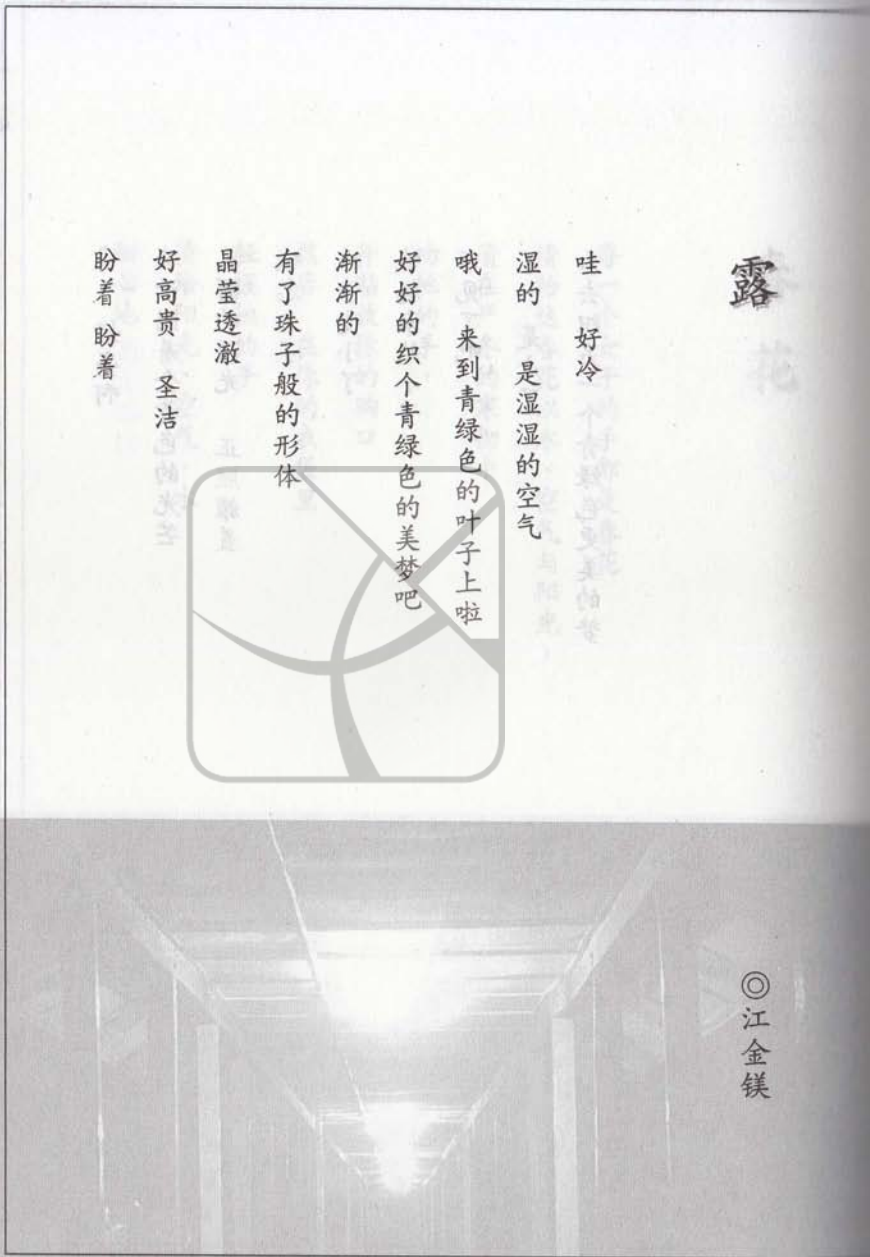 露
◎江金镁
哇 好冷
湿的 是湿湿的空气
哦 来到青绿色的叶子上啦
好好的织个青绿色的美梦吧
渐渐的
有了珠子般的形体
晶莹透澈
好高贵 圣洁
盼着 盼着